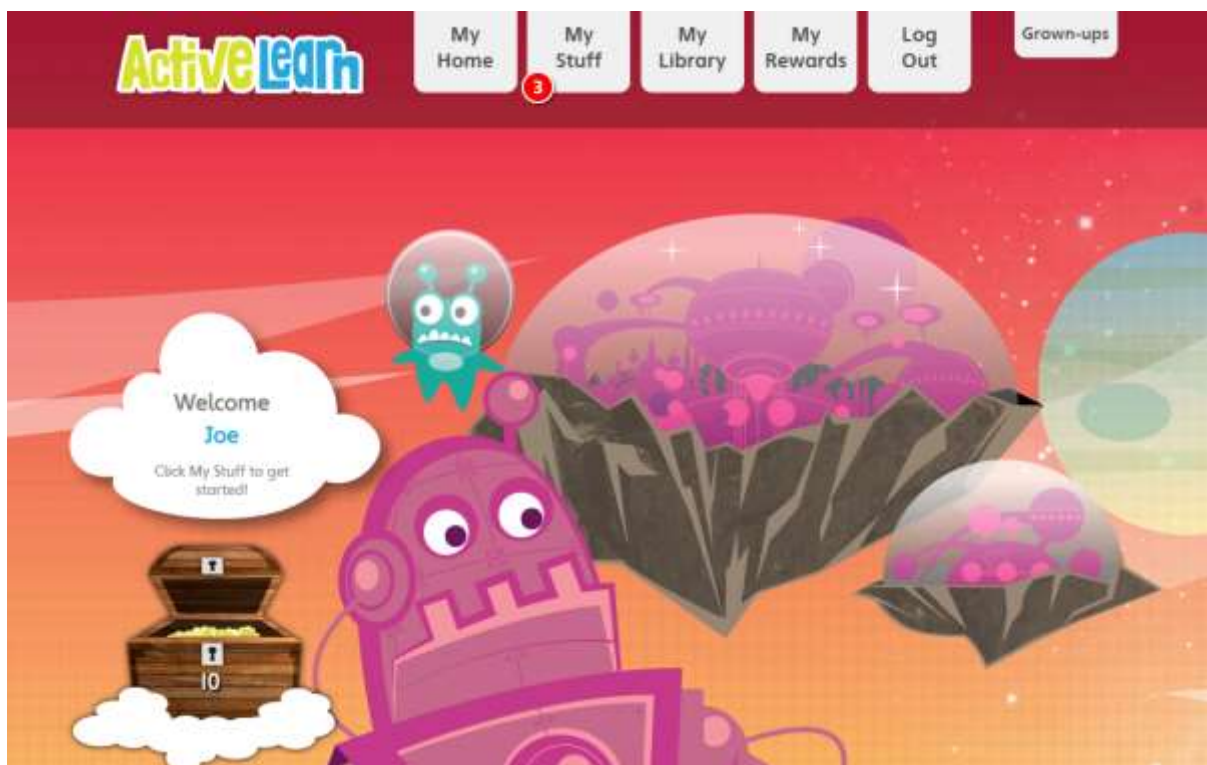 ActiveLearn
My
Home
My
Stuff
3
My
Library
My
Rewards
Log
Out
Grown-ups
Welcome
Joe
Click My Stuff to get
started!
10